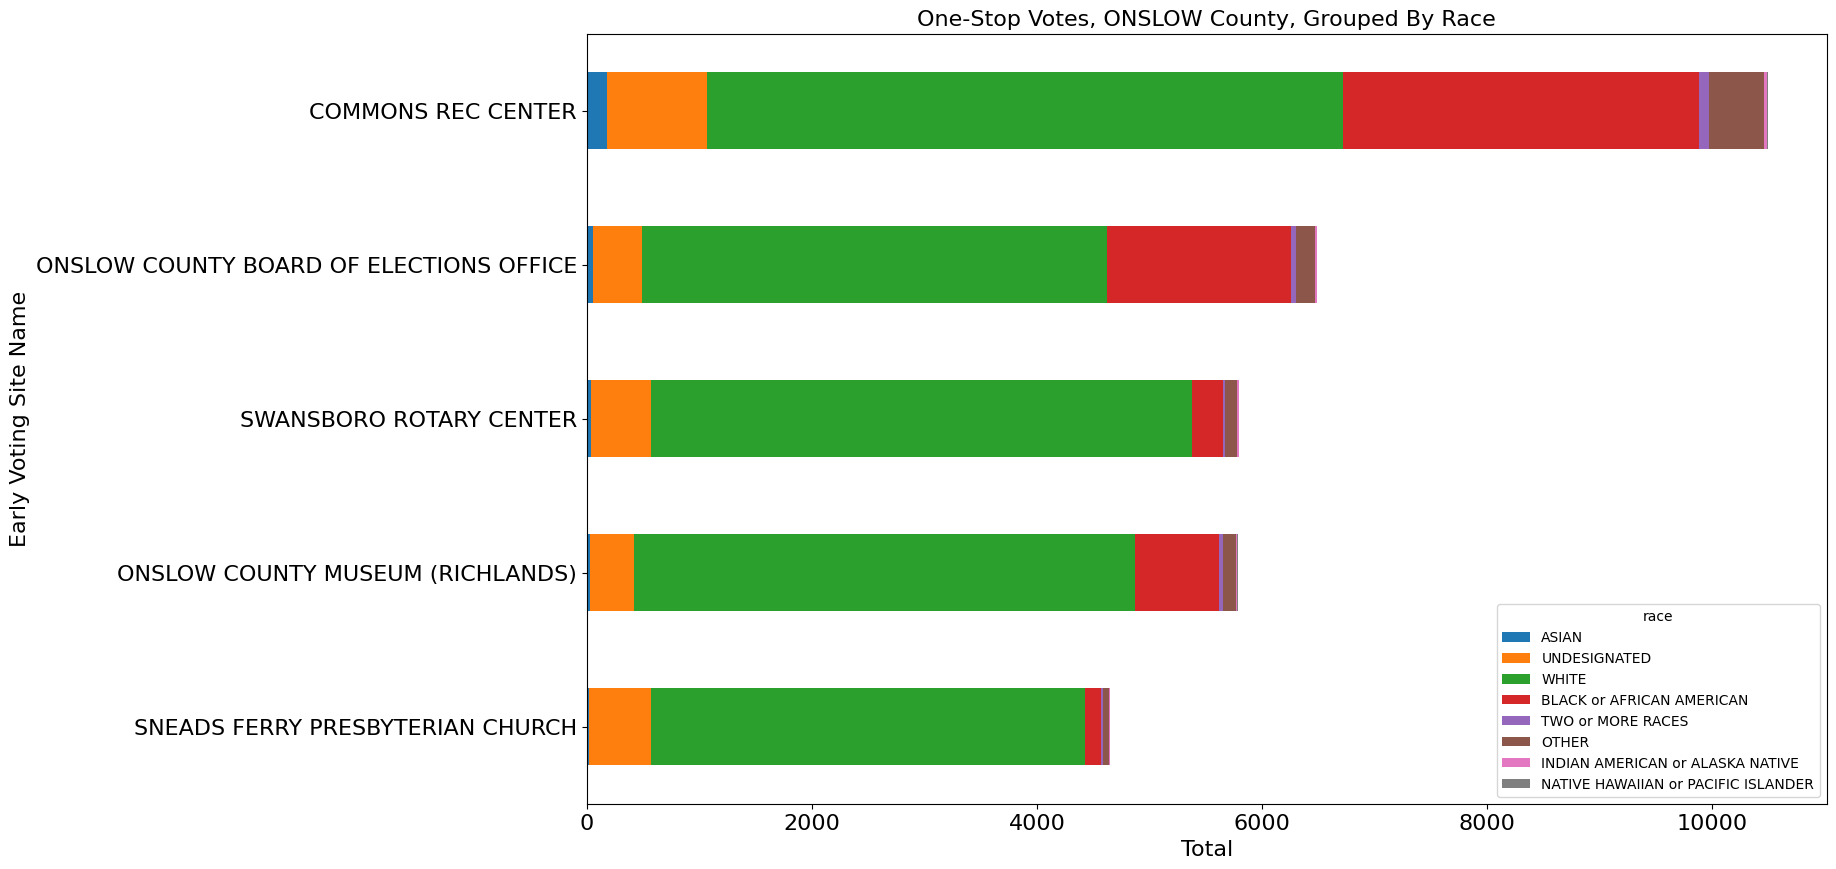 One-Stop Votes, ONSLOW County, Grouped By Race
Early Voting Site Name
COMMONS REC CENTER
ONSLOW COUNTY BOARD OF ELECTIONS OFFICE
SWANSBORO ROTARY CENTER
ONSLOW COUNTY MUSEUM (RICHLANDS)
SNEADS FERRY PRESBYTERIAN CHURCH
race
ASIAN
UNDESIGNATED
WHITE
BLACK or AFRICAN AMERICAN
TWO or MORE RACES
OTHER
INDIAN AMERICAN or ALASKA NATIVE
NATIVE HAWAIIAN or PACIFIC ISLANDER
0 2000 4000 6000 8000 10000
Total